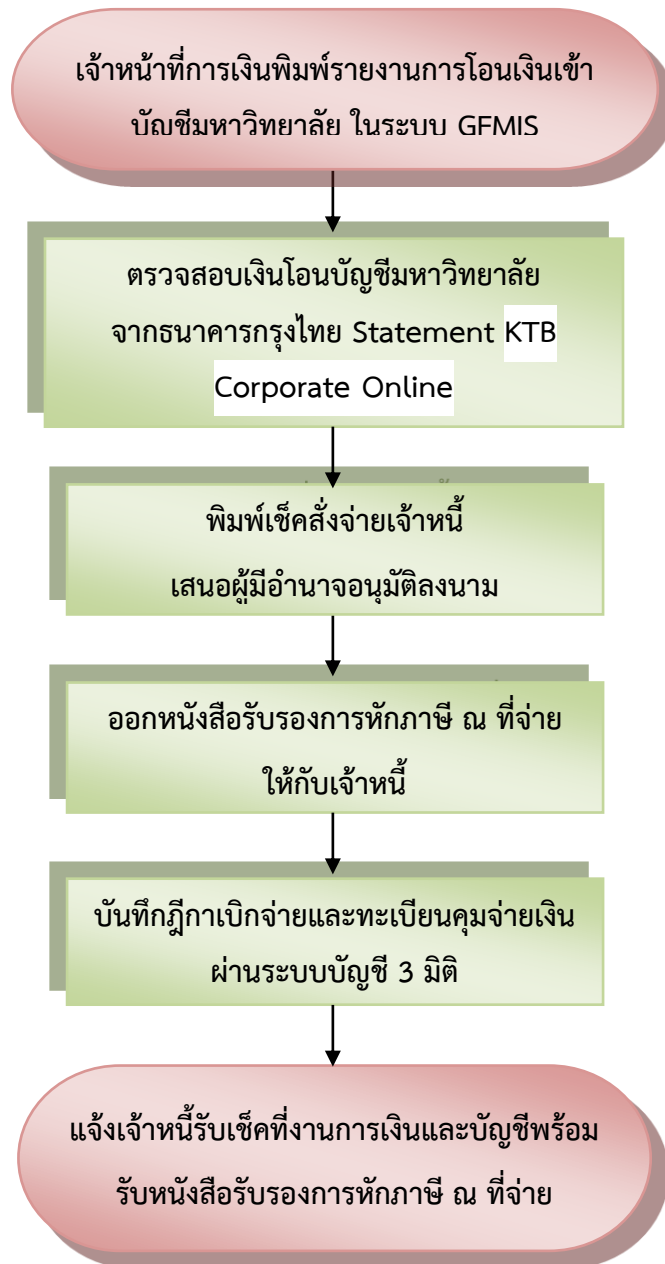 เจ้าหน้าที่การเงินพิมพ์รายงานการโอนเงินเข้า
บัญชีมหาวิทยาลัย ในระบบ GFMIS
ตรวจสอบเงินโอนบัญชีมหาวิทยาลัย
จากธนาคารกรุงไทย Statement KTB
Corporate Online
พิมพ์เช็คสั่งจ่ายเจ้าหนี้
เสนอผู้มีอำนาจอนุมัติลงนาม
ออกหนังสือรับรองการหักภาษี ณ ที่จ่าย
ให้กับเจ้าหนี้
บันทึกฎีกาเบิกจ่ายและทะเบียนคุมจ่ายเงิน
ผ่านระบบบัญชี 3 มิติ
แจ้งเจ้าหนี้รับเช็คที่งานการเงินและบัญชีพร้อม
รับหนังสือรับรองการหักภาษี ณ ที่จ่าย